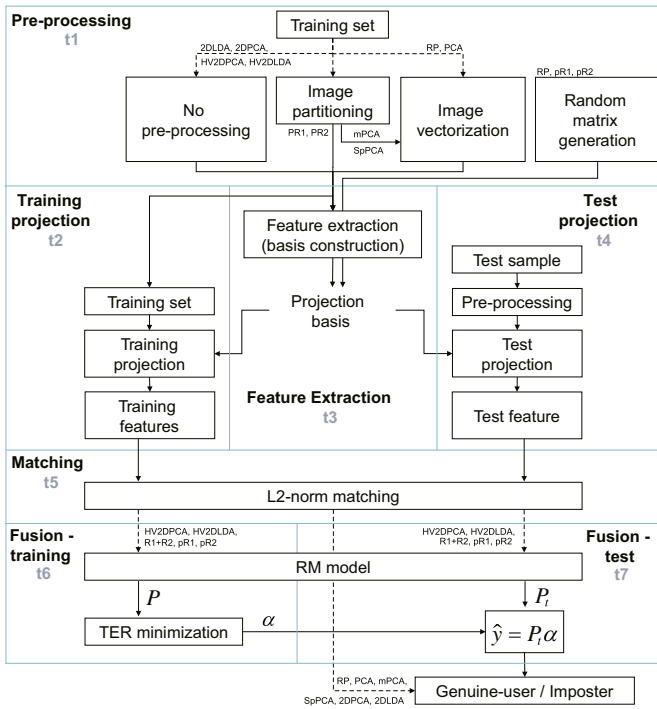 Pre-processing
t1
Training set
2DLDA, 2DPCA,
HV2DPCA, HV2DLDA
RP, PCA
RP, pR1, pR2
No
pre-processing
Image
partitioning
PR1, PR2
mPCA
SpPCA
Image
vectorization
Random
matrix
generation
Training
projection
t2
Feature extraction
(basis construction)
Test
projection
t4
Test sample
Training set
Projection
basis
Pre-processing
Training
projection
Test
projection
Feature Extraction
t3
Training
features
Test feature
Matching
t5
L2-norm matching
Fusion -
training
t6
HV2DPCA, HV2DLDA,
R1+R2, pR1, pR2
HV2DPCA, HV2DLDA,
R1+R2, pR1, pR2
Fusion -
test
t7
RM model
P
P_t
TER minimization
α
ŷ = P_t α
RP, PCA, mPCA,
SpPCA, 2DPCA, 2DLDA
Genuine-user / Imposter